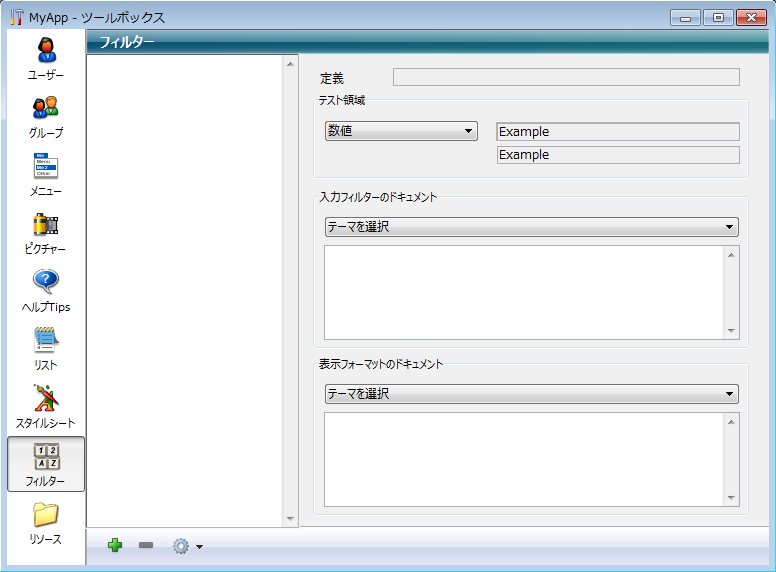 MyApp - ツールボックス
フィルター
ユーザー
グループ
メニュー
ピクチャー
ヘルプTips
リスト
スタイルシート
フィルター
リソース
定義
テスト領域
数値
Example
Example
入力フィルターのドキュメント
テーマを選択
表示フォーマットのドキュメント
テーマを選択